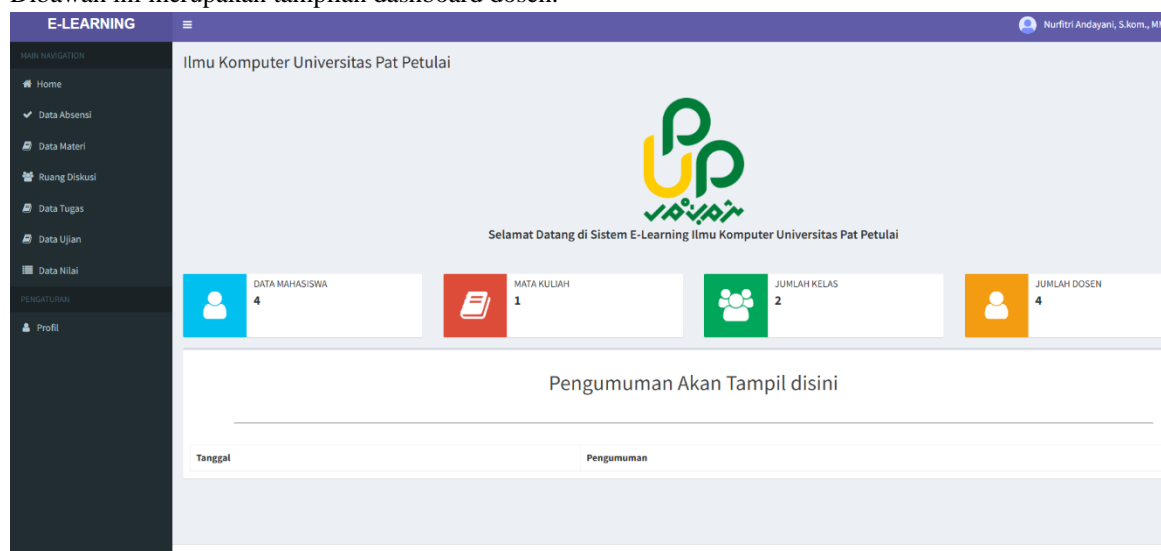 E-LEARNING
Nurfitri Andayani, S.kom.,
MAIN NAVIGATION
Ilmu Komputer Universitas Pat Petulai
Home
Data Absensi
Data Materi
Ruang Diskusi
Data Tugas
Data Ujian
Data Nilai
PENGATURAN
Profil
UPP
Selamat Datang di Sistem E-Learning Ilmu Komputer Universitas Pat Petulai
DATA MAHASISWA
4
MATA KULIAH
1
JUMLAH KELAS
2
JUMLAH DOSEN
4
Pengumuman Akan Tampil disini
Tanggal
Pengumuman